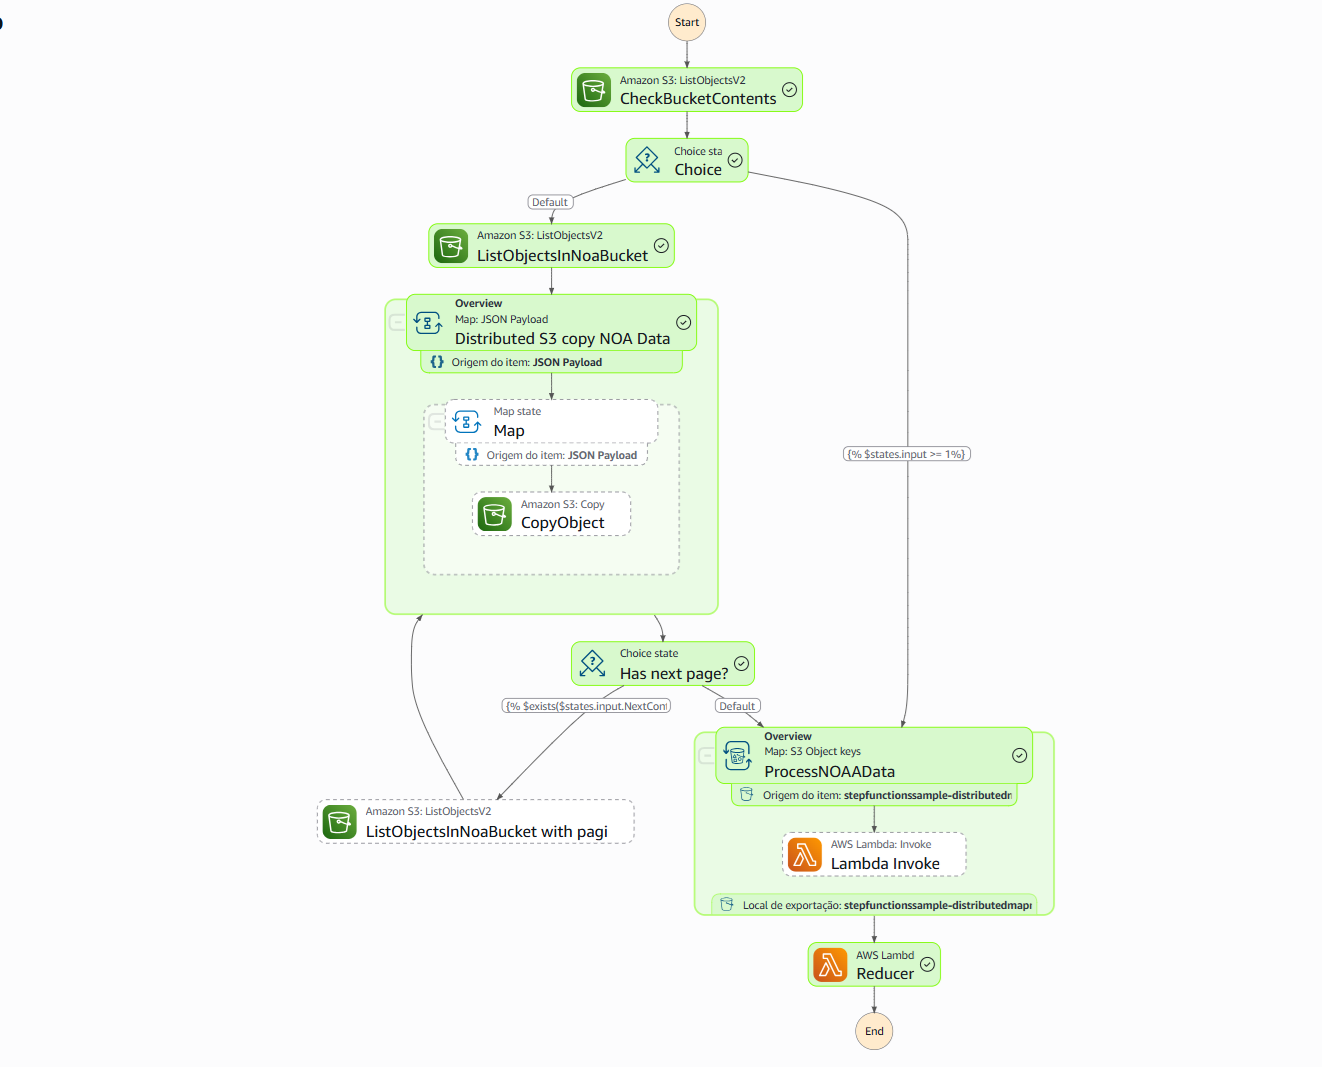 Start
Amazon S3: ListObjectsV2
CheckBucketContents
Choice sta
Choice
Default
Amazon S3: ListObjectsV2
ListObjectsInNoaBucket
Overview
Map: JSON Payload
Distributed S3 copy NOA Data
Origem do item: JSON Payload
Map state
Map
Origem do item: JSON Payload
{% $states.input >= 1%}
Amazon S3: Copy
CopyObject
Choice state
Has next page?
{% $exists($states.input.NextCont
Default
Overview
Map: S3 Object keys
ProcessNOAAData
Origem do item: stepfunctionssample-distributedn
Amazon S3: ListObjectsV2
ListObjectsInNoaBucket with pagi
AWS Lambda: Invoke
Lambda Invoke
Local de exportação: stepfunctionssample-distributedmapr
AWS Lambd
Reducer
End